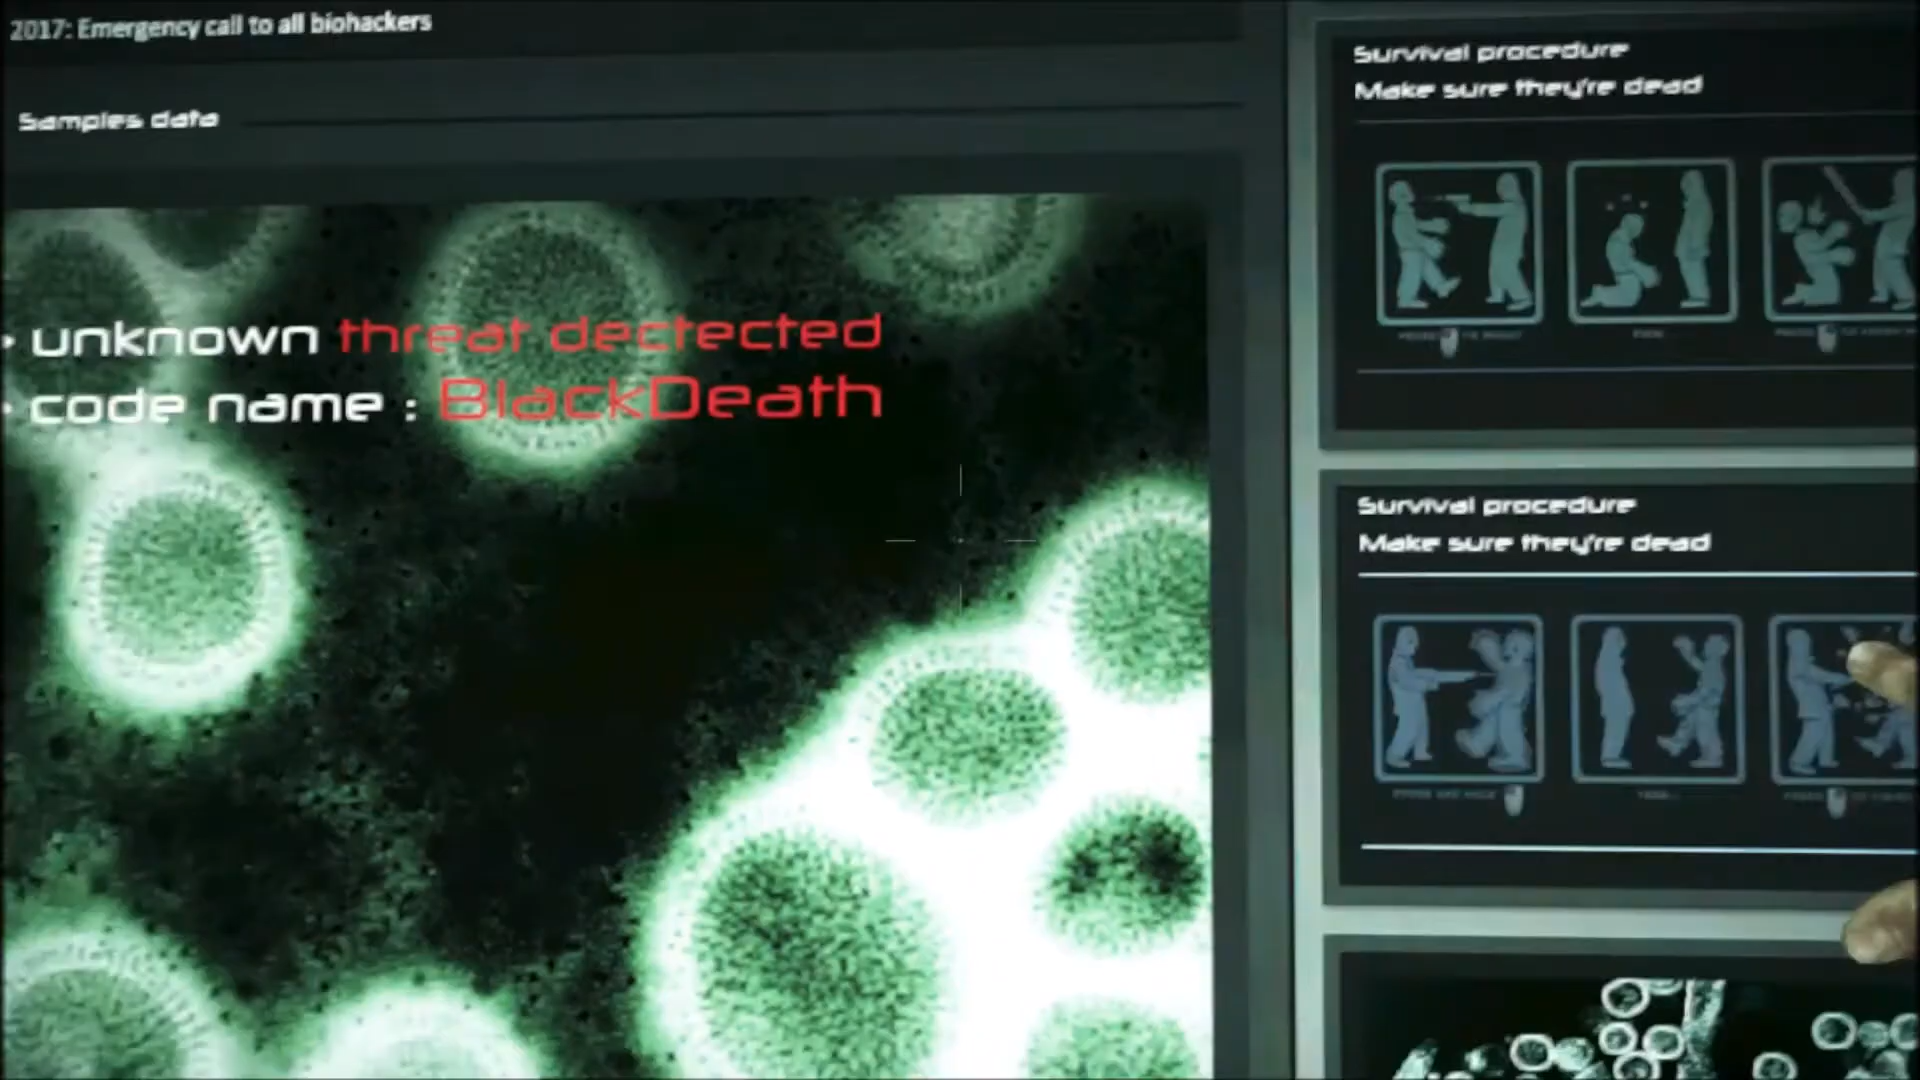 2017: Emergency call to all biohackers
Samples data
unknown threat dectected
code name : BlackDeath
Survival procedure
Make sure they're dead
Survival procedure
Make sure they're dead